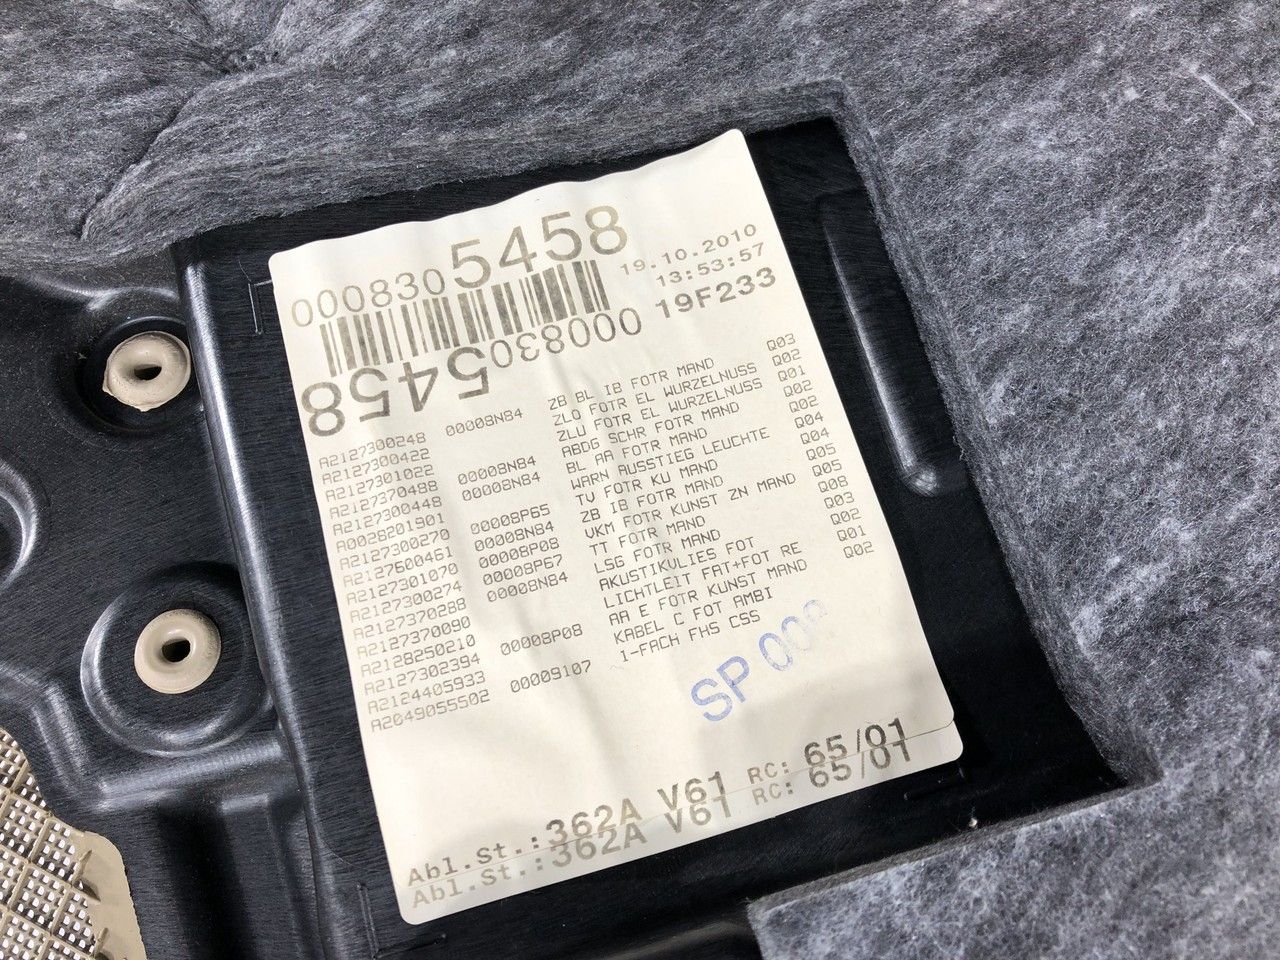 0008305458
0008305458
19.10.2010
13:53:57
19F233
A2127300248 00008N84 ZB BL IB FOTR MAND Q03
A2127300422 ZLO FOTR EL WURZELNUSS Q02
A2127301022 ZLU FOTR EL WURZELNUSS Q01
A2127370488 00008N84 ABDG SCHR FOTR MAND Q02
A2127300448 00008N84 BL AA FOTR MAND Q02
A0028201901 WARN AUSSTIEG LEUCHTE Q04
A2127300270 00008P65 TV FOTR KU MAND Q04
A2127600461 00008N84 ZB IB FOTR MAND Q05
A2127301070 00008P08 VKM FOTR KUNST ZN MAND Q05
A2127300274 00008P67 TT FOTR MAND Q08
A2127370288 00008N84 LSG FOTR MAND Q03
A2127370090 AKUSTIKVLIES FOT Q02
A2128250210 LICHTLEIT FAT+FOT RE Q01
A2127302394 00008P08 AA E FOTR KUNST MAND Q02
A2124405933 KABEL C FOT AMBI
A2049055502 00009107 1-FACH FHS CSS
SP
Abl.St.:362A V61 RC: 65/01
Abl.St.:362A V61 RC: 65/01